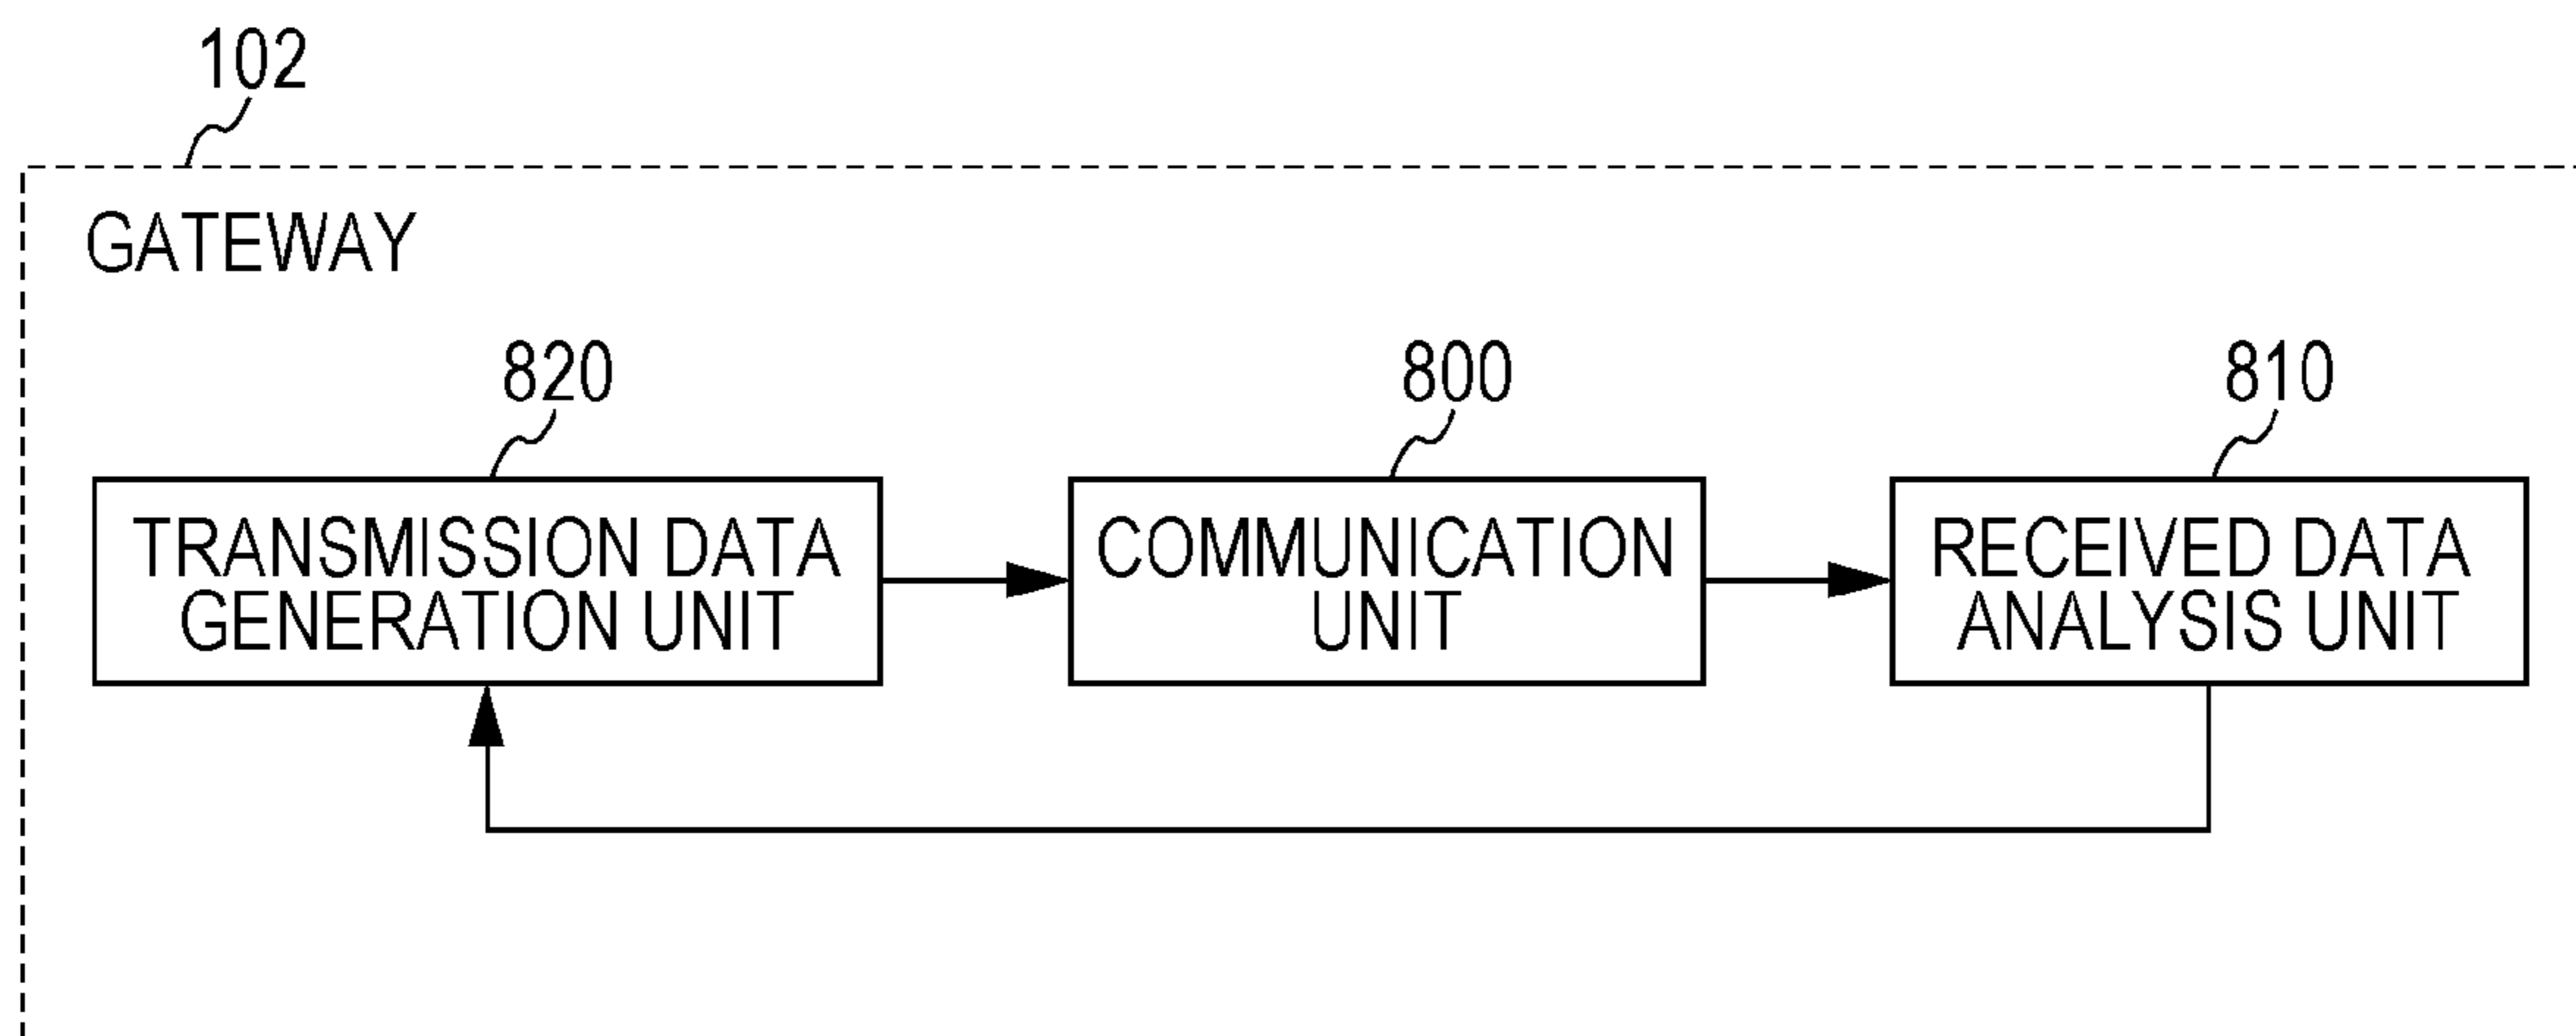 102
GATEWAY
820
800
810
TRANSMISSION DATA
GENERATION UNIT
COMMUNICATION
UNIT
RECEIVED DATA
ANALYSIS UNIT